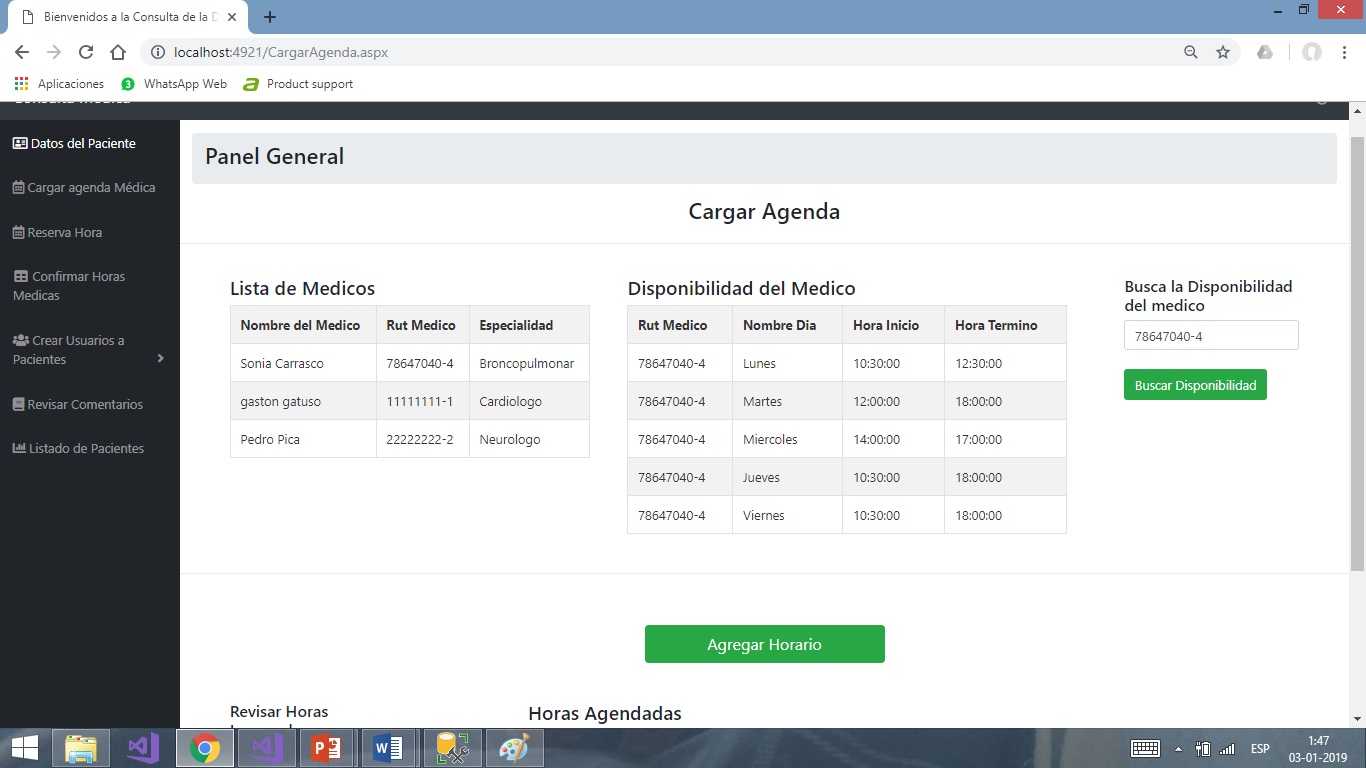 Bienvenidos a la Consulta de la D
localhost:4921/CargarAgenda.aspx
Aplicaciones
3
WhatsApp Web
Product support
Datos del Paciente
Cargar agenda Médica
Reserva Hora
Confirmar Horas
Medicas
Crear Usuarios a
Pacientes
Revisar Comentarios
Listado de Pacientes
Panel General
Cargar Agenda
Lista de Medicos
Nombre del Medico Rut Medico Especialidad
Sonia Carrasco 78647040-4 Broncopulmonar
gaston gatuso 11111111-1 Cardiologo
Pedro Pica 22222222-2 Neurologo
Disponibilidad del Medico
Rut Medico Nombre Dia Hora Inicio Hora Termino
78647040-4 Lunes 10:30:00 12:30:00
78647040-4 Martes 12:00:00 18:00:00
78647040-4 Miercoles 14:00:00 17:00:00
78647040-4 Jueves 10:30:00 18:00:00
78647040-4 Viernes 10:30:00 18:00:00
Busca la Disponibilidad
del medico
78647040-4
Buscar Disponibilidad
Agregar Horario
Revisar Horas
Horas Agendadas
ESP
1:47
03-01-2019